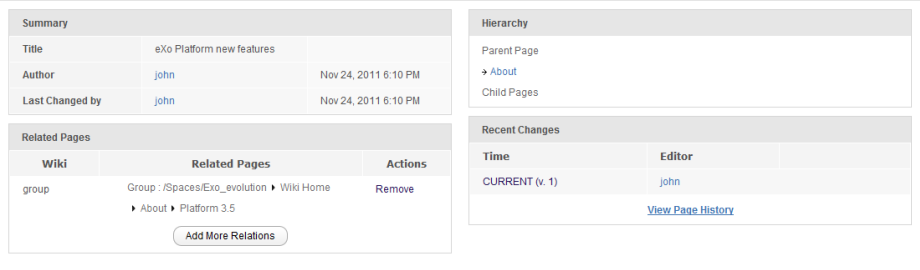 Summary
Title eXo Platform new features
Author john Nov 24, 2011 6:10 PM
Last Changed by john Nov 24, 2011 6:10 PM
Related Pages
Wiki Related Pages Actions
group Group : /Spaces/Exo_evolution Wiki Home Remove
About Platform 3.5
Add More Relations
Hierarchy
Parent Page
About
Child Pages
Recent Changes
Time Editor
CURRENT (v. 1) john
View Page History